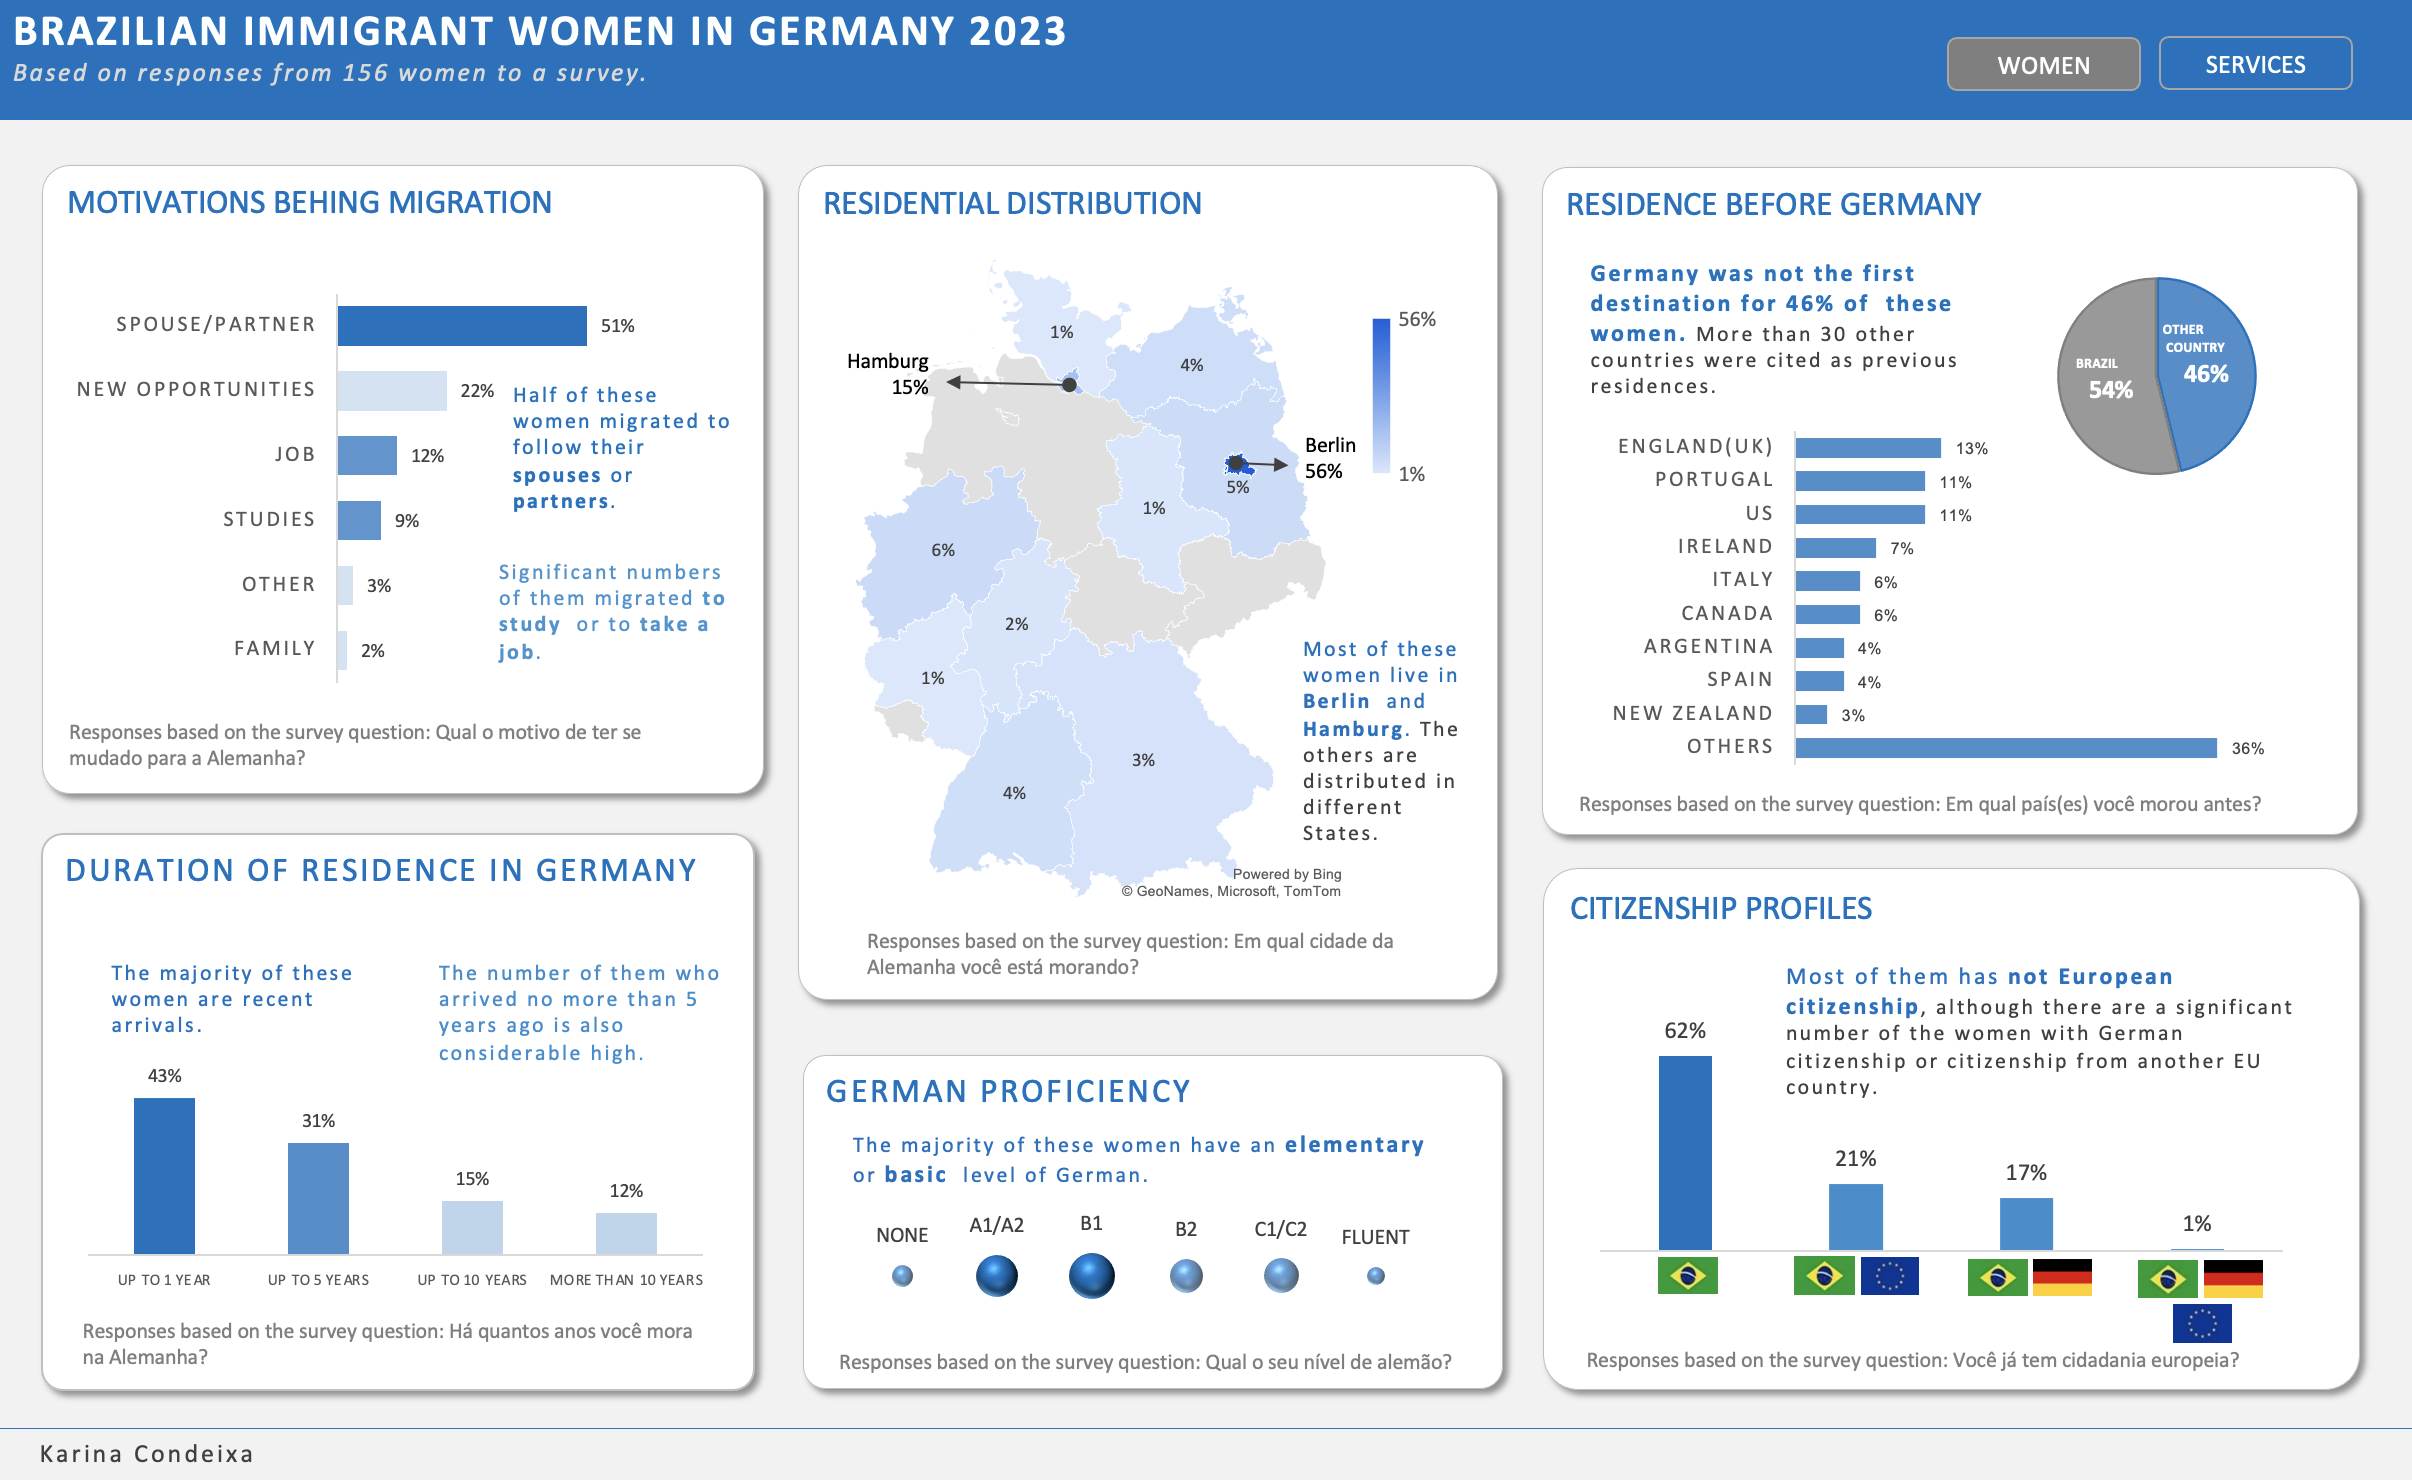 BRAZILIAN IMMIGRANT WOMEN IN GERMANY 2023
Based on responses from 156 women to a survey.
WOMEN
SERVICES
MOTIVATIONS BEHING MIGRATION
SPOUSE/PARTNER
51%
NEW OPPORTUNITIES
22%
JOB
12%
STUDIES
9%
OTHER
3%
FAMILY
2%
Half of these
women migrated to
follow their
spouses or
partners.
Significant numbers
of them migrated to
study or to take a
job.
Responses based on the survey question: Qual o motivo de ter se
mudado para a Alemanha?
RESIDENTIAL DISTRIBUTION
1%
4%
Hamburg
15%
Berlin
56%
5%
1%
6%
2%
1%
3%
4%
56%
1%
Most of these
women live in
Berlin and
Hamburg. The
others are
distributed in
different
States.
Powered by Bing
© GeoNames, Microsoft, TomTom
Responses based on the survey question: Em qual cidade da
Alemanha você está morando?
RESIDENCE BEFORE GERMANY
Germany was not the first
destination for 46% of these
women. More than 30 other
countries were cited as previous
residences.
BRAZIL
54%
OTHER
COUNTRY
46%
ENGLAND(UK)
13%
PORTUGAL
11%
US
11%
IRELAND
7%
ITALY
6%
CANADA
6%
ARGENTINA
4%
SPAIN
4%
NEW ZEALAND
3%
OTHERS
36%
Responses based on the survey question: Em qual país(es) você morou antes?
DURATION OF RESIDENCE IN GERMANY
The majority of these
women are recent
arrivals.
The number of them who
arrived no more than 5
years ago is also
considerable high.
43%
31%
15%
12%
UP TO 1 YEAR
UP TO 5 YEARS
UP TO 10 YEARS
MORE THAN 10 YEARS
Responses based on the survey question: Há quantos anos você mora
na Alemanha?
GERMAN PROFICIENCY
The majority of these women have an elementary
or basic level of German.
NONE
A1/A2
B1
B2
C1/C2
FLUENT
Responses based on the survey question: Qual o seu nível de alemão?
CITIZENSHIP PROFILES
Most of them has not European
citizenship, although there are a significant
number of the women with German
citizenship or citizenship from another EU
country.
62%
21%
17%
1%
Responses based on the survey question: Você já tem cidadania europeia?
Karina Condeixa